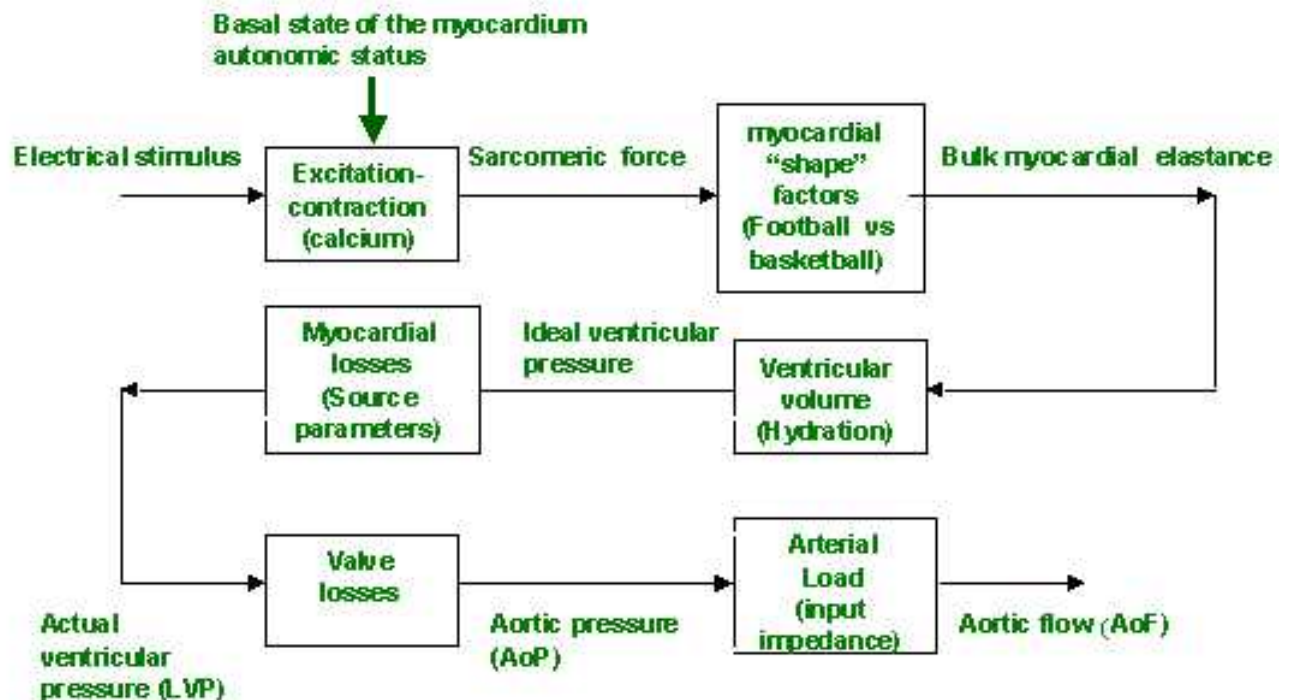 Basal state of the myocardium
autonomic status
Electrical stimulus
Excitation-
contraction
(calcium)
Sarcomeric force
myocardial
“shape”
factors
(Football vs
basketball)
Bulk myocardial elastance
Myocardial
losses
(Source
parameters)
Ideal ventricular
pressure
Ventricular
volume
(Hydration)
Actual
ventricular
pressure (LVP)
Valve
losses
Aortic pressure
(AoP)
Arterial
Load
(input
impedance)
Aortic flow (AoF)